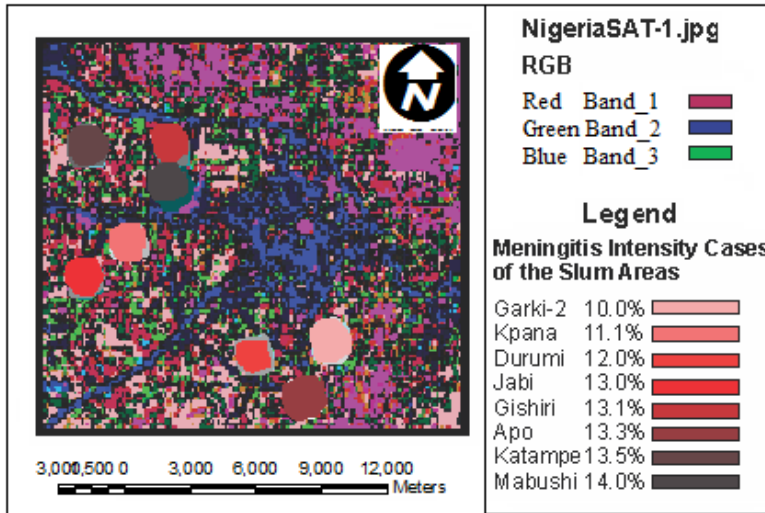 N
3,000 1,500 0 3,000 6,000 9,000 12,000
Meters
NigeriaSAT-1.jpg
RGB
Red Band_1
Green Band_2
Blue Band_3
Legend
Meningitis Intensity Cases
of the Slum Areas
Garki-2 10.0%
Kpana 11.1%
Durumi 12.0%
Jabi 13.0%
Gishiri 13.1%
Apo 13.3%
Katampe 13.5%
Mabushi 14.0%